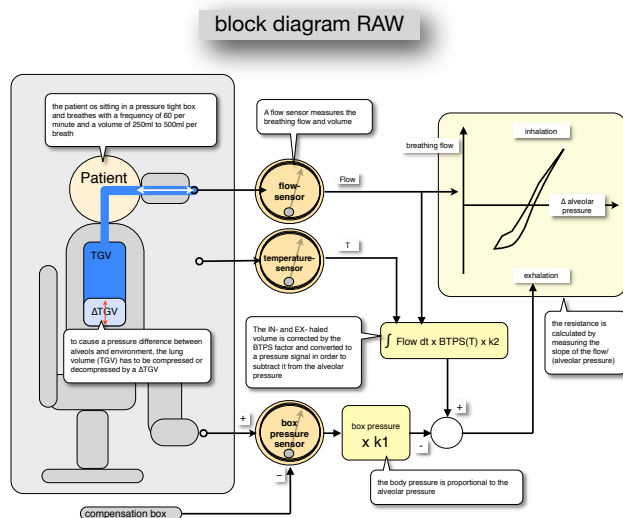 block diagram RAW
the patient os sitting in a pressure tight box
and breathes with a frequency of 60 per
minute and a volume of 250ml to 500ml per
breath
A flow sensor measures the
breathing flow and volume
breathing flow
inhalation
Patient
flow-
sensor
Flow
Δ alveolar
pressure
TGV
temperature-
sensor
T
exhalation
ΔTGV
to cause a pressure difference between
alveols and environment, the lung
volume (TGV) has to be compressed or
decompressed by a ΔTGV
The IN- and EX- haled
volume is corrected by the
BTPS factor and converted to
a pressure signal in order to
subtract it from the alveolar
pressure
∫ Flow dt x BTPS(T) x k2
the resistance is
calculated by
measuring the
slope of the flow/
(alveolar pressure)
+
box
pressure
sensor
−
box pressure
x k1
+
-
the body pressure is proportional to the
alveolar pressure
compensation box